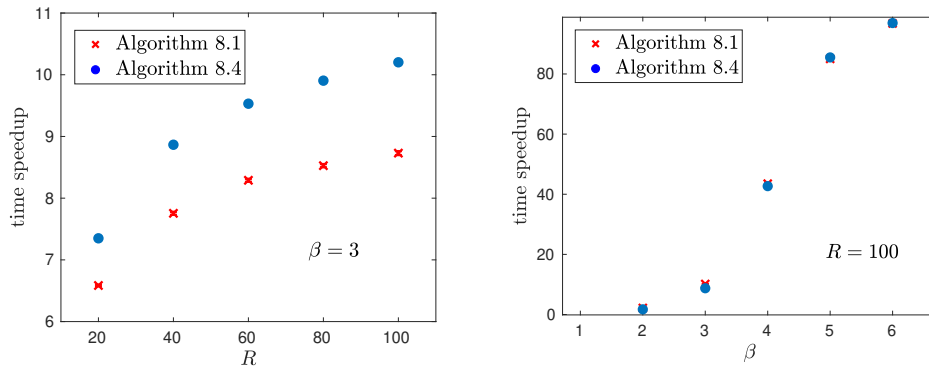 Algorithm 8.1
Algorithm 8.4
time speedup
11
10
9
8
7
6
20
40
60
80
100
R
β = 3
Algorithm 8.1
Algorithm 8.4
time speedup
80
60
40
20
0
1
2
3
4
5
6
β
R = 100